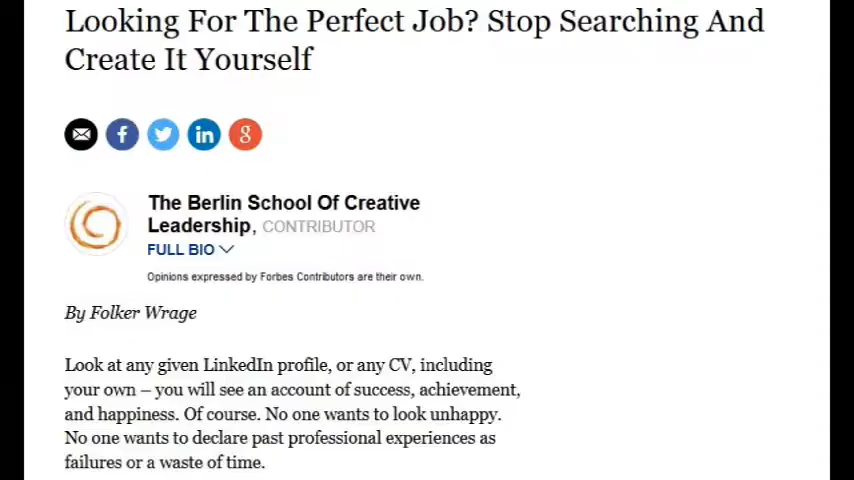 Looking For The Perfect Job? Stop Searching And
Create It Yourself
f
in
8
The Berlin School Of Creative
Leadership, CONTRIBUTOR
FULL BIO
Opinions expressed by Forbes Contributors are their own.
By Folker Wrage
Look at any given LinkedIn profile, or any CV, including
your own – you will see an account of success, achievement,
and happiness. Of course. No one wants to look unhappy.
No one wants to declare past professional experiences as
failures or a waste of time.